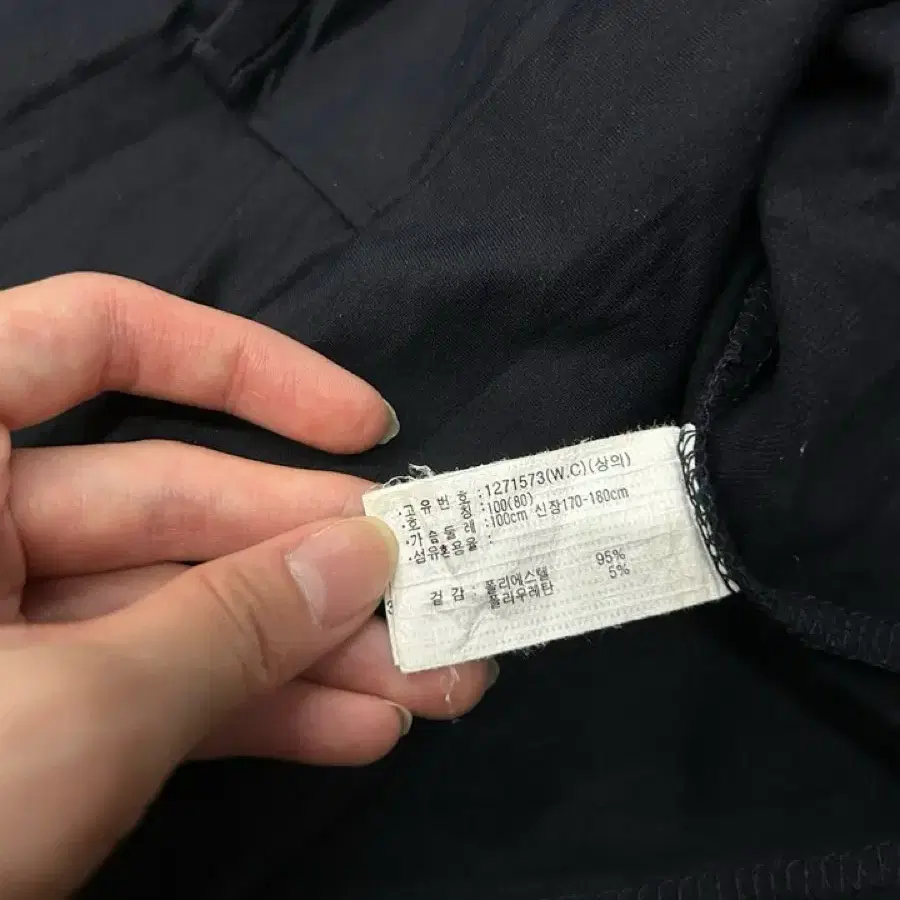 ·고유번호 : 1271573(W.C)(상의)
·호 칭 : 100(80)
·가슴둘레 : 100cm 신장170-180cm
·섬유혼용율 :
겉감 : 폴리에스텔 95%
폴리우레탄 5%
3